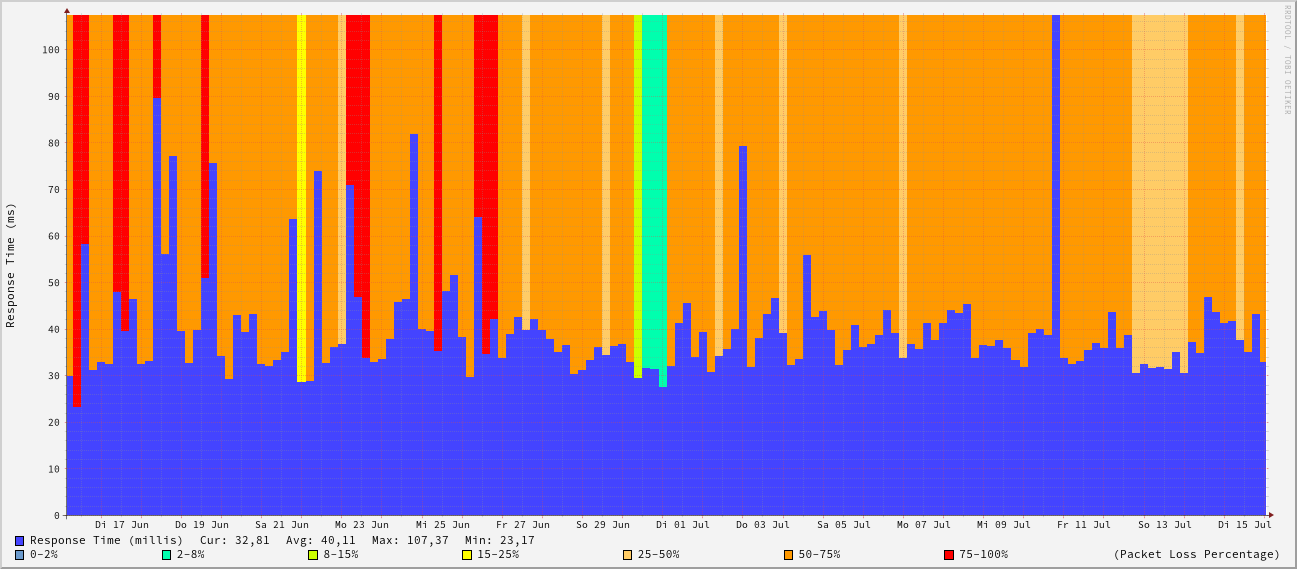 RRDTOOL / TOBI OETIKER
Response Time (ms)
100
90
80
70
60
50
40
30
20
10
0
Di 17 Jun Do 19 Jun Sa 21 Jun Mo 23 Jun Mi 25 Jun Fr 27 Jun So 29 Jun Di 01 Jul Do 03 Jul Sa 05 Jul Mo 07 Jul Mi 09 Jul Fr 11 Jul So 13 Jul Di 15 Jul
Response Time (millis) Cur: 32,81 Avg: 40,11 Max: 107,37 Min: 23,17
0-2% 2-8% 8-15% 15-25% 25-50% 50-75% 75-100% (Packet Loss Percentage)